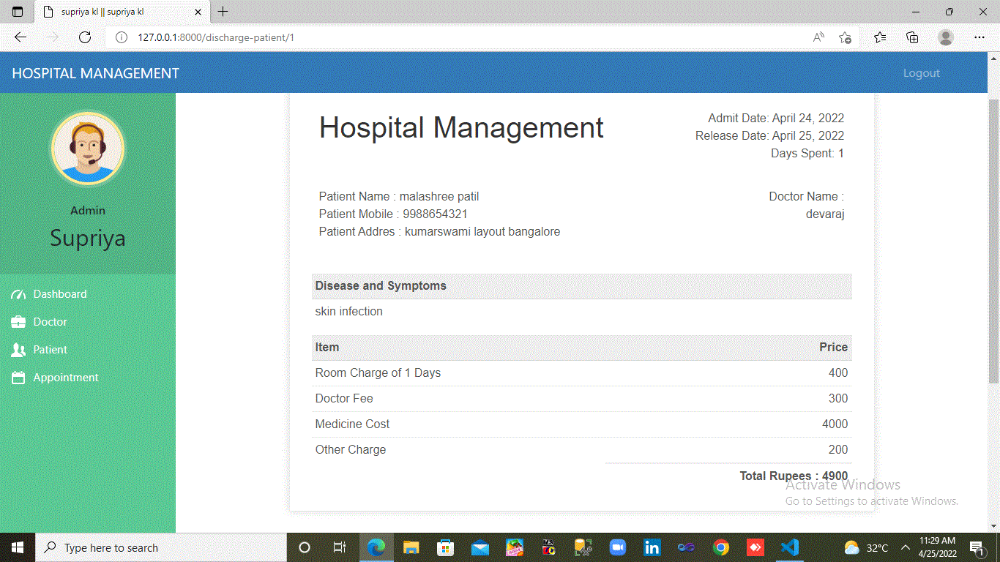 supriya kl || supriya kl
127.0.0.1:8000/discharge-patient/1
HOSPITAL MANAGEMENT
Logout
Admin
Supriya
Dashboard
Doctor
Patient
Appointment
Hospital Management
Admit Date: April 24, 2022
Release Date: April 25, 2022
Days Spent: 1
Patient Name : malashree patil
Patient Mobile : 9988654321
Patient Addres : kumarswami layout bangalore
Doctor Name :
devaraj
Disease and Symptoms
skin infection
Item Price
Room Charge of 1 Days 400
Doctor Fee 300
Medicine Cost 4000
Other Charge 200
Total Rupees : 4900
Activate Windows
Go to Settings to activate Windows.
Type here to search
32°C
11:29 AM
4/25/2022
1